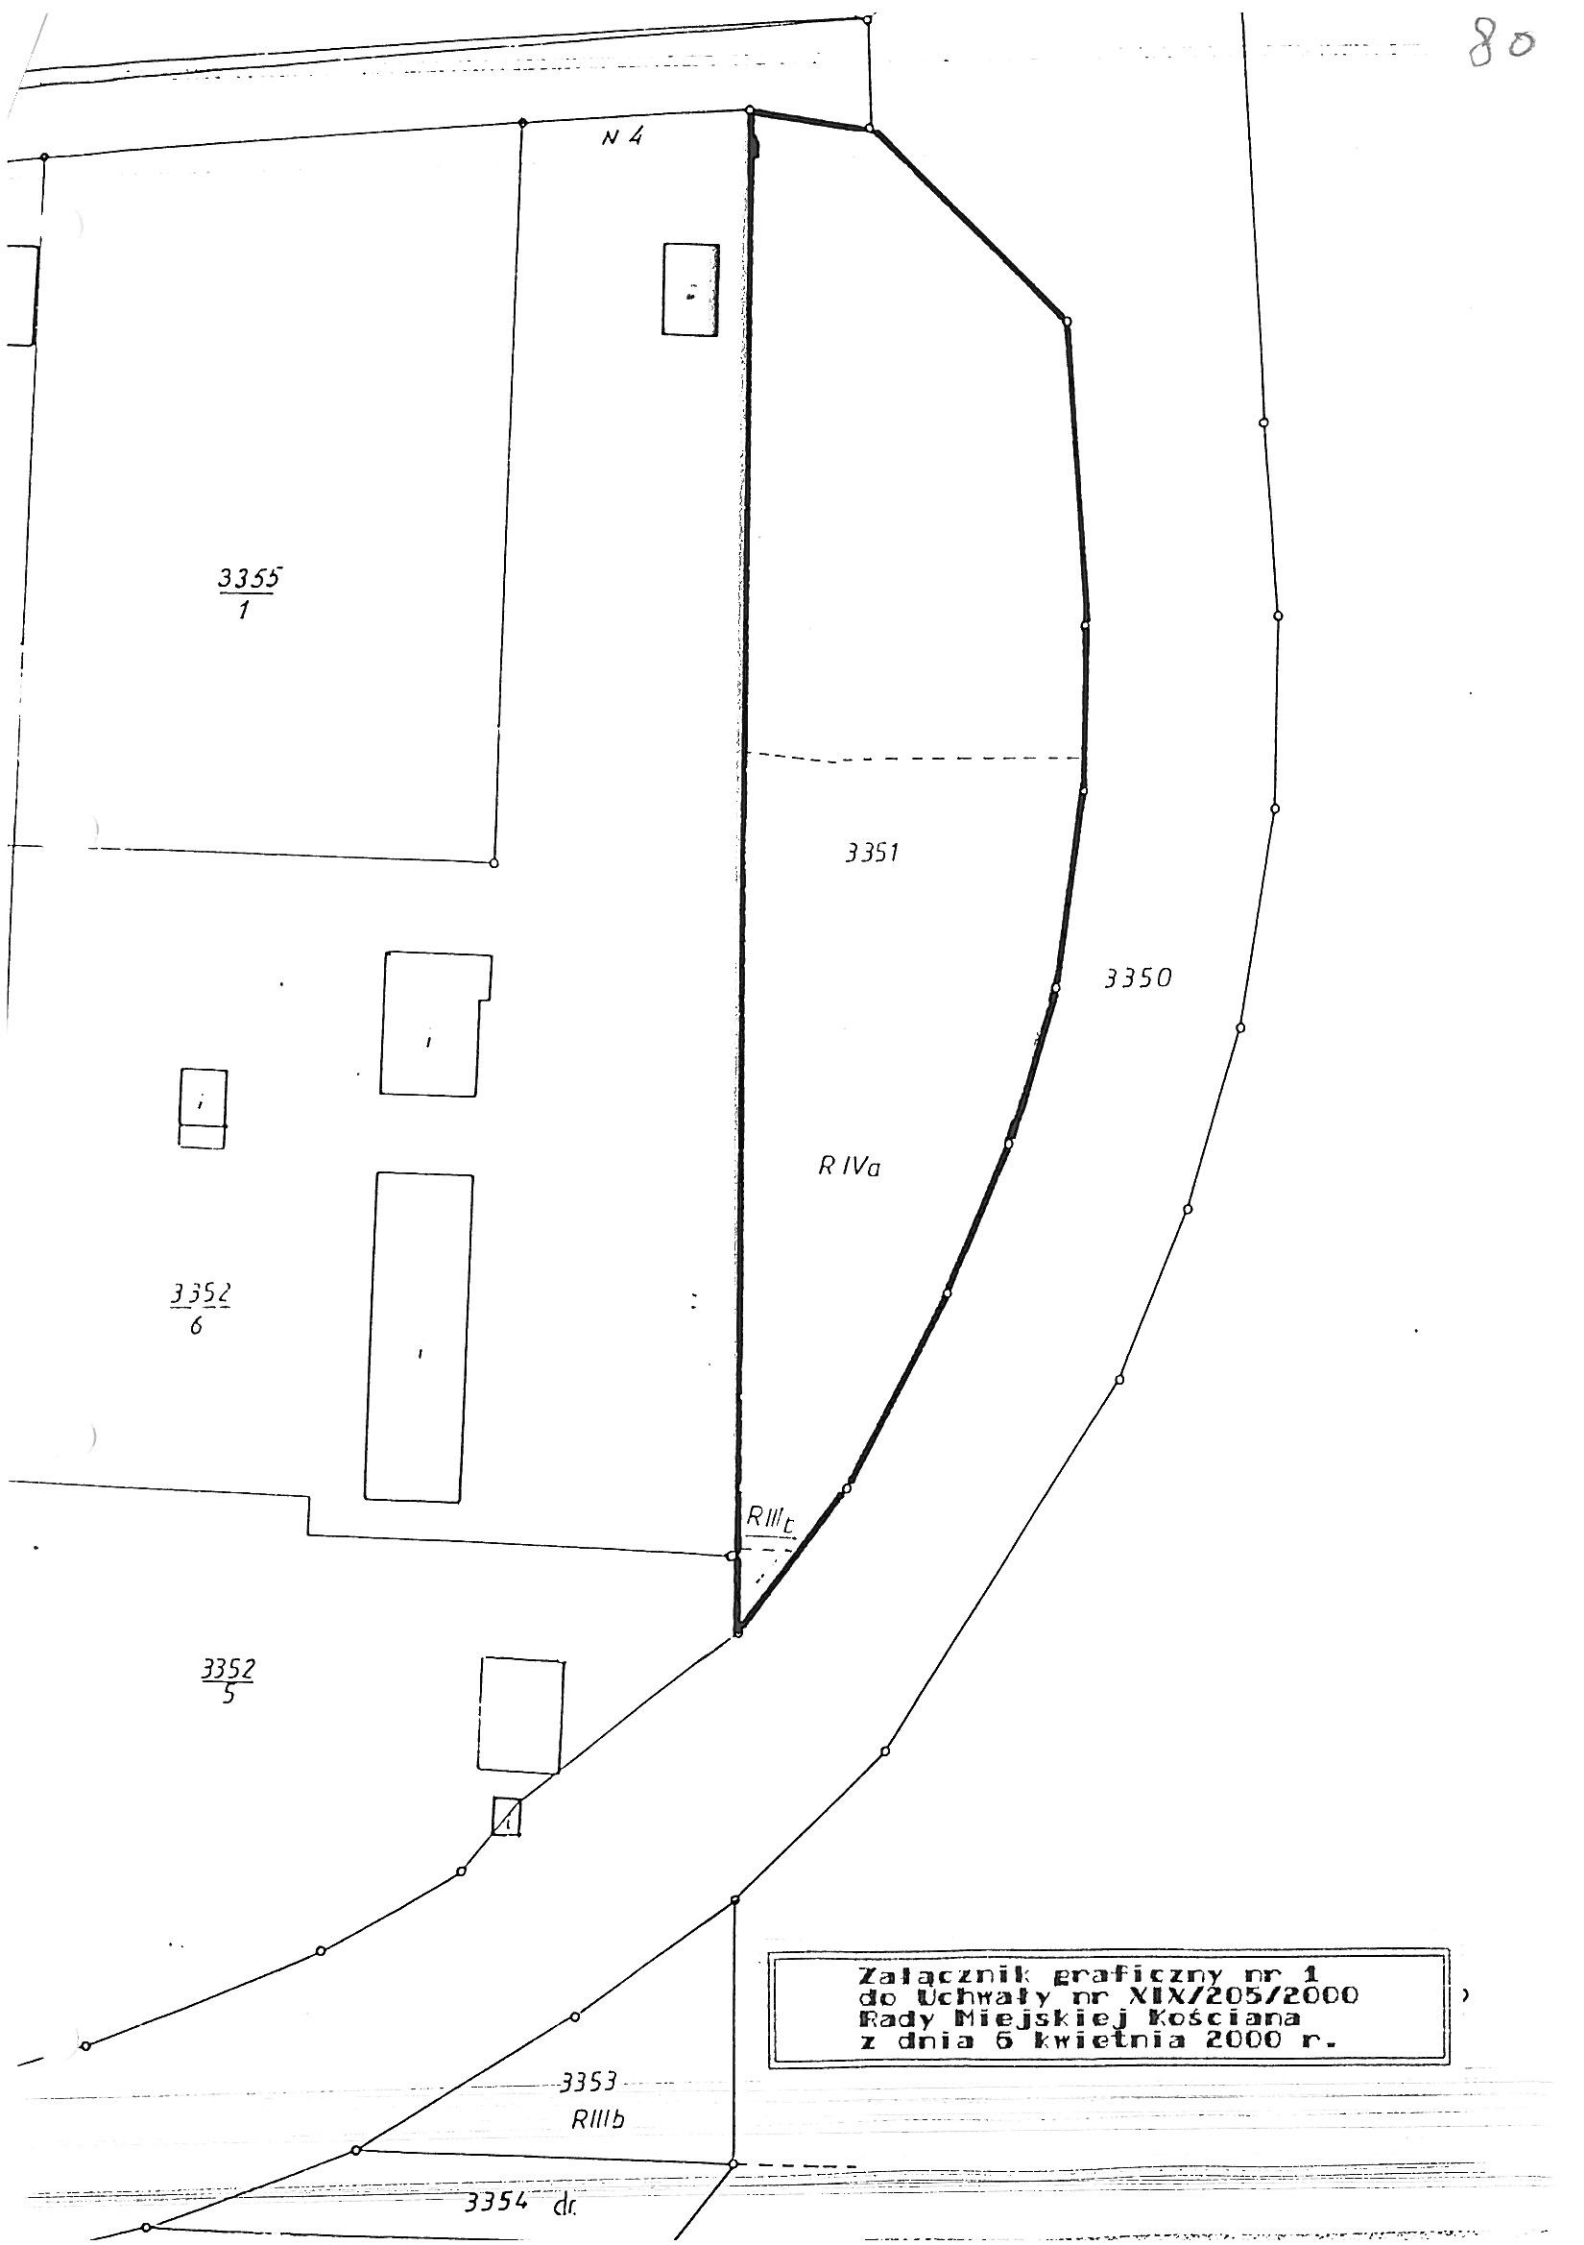 80
N 4
3355
1
3351
3350
R IVa
3352
6
RIII
3352
5
Załącznik graficzny nr 1
do Uchwały nr XIX/205/2000
Rady Miejskiej Kościana
z dnia 6 kwietnia 2000 r.
3353
RIIIb
3354 dr.